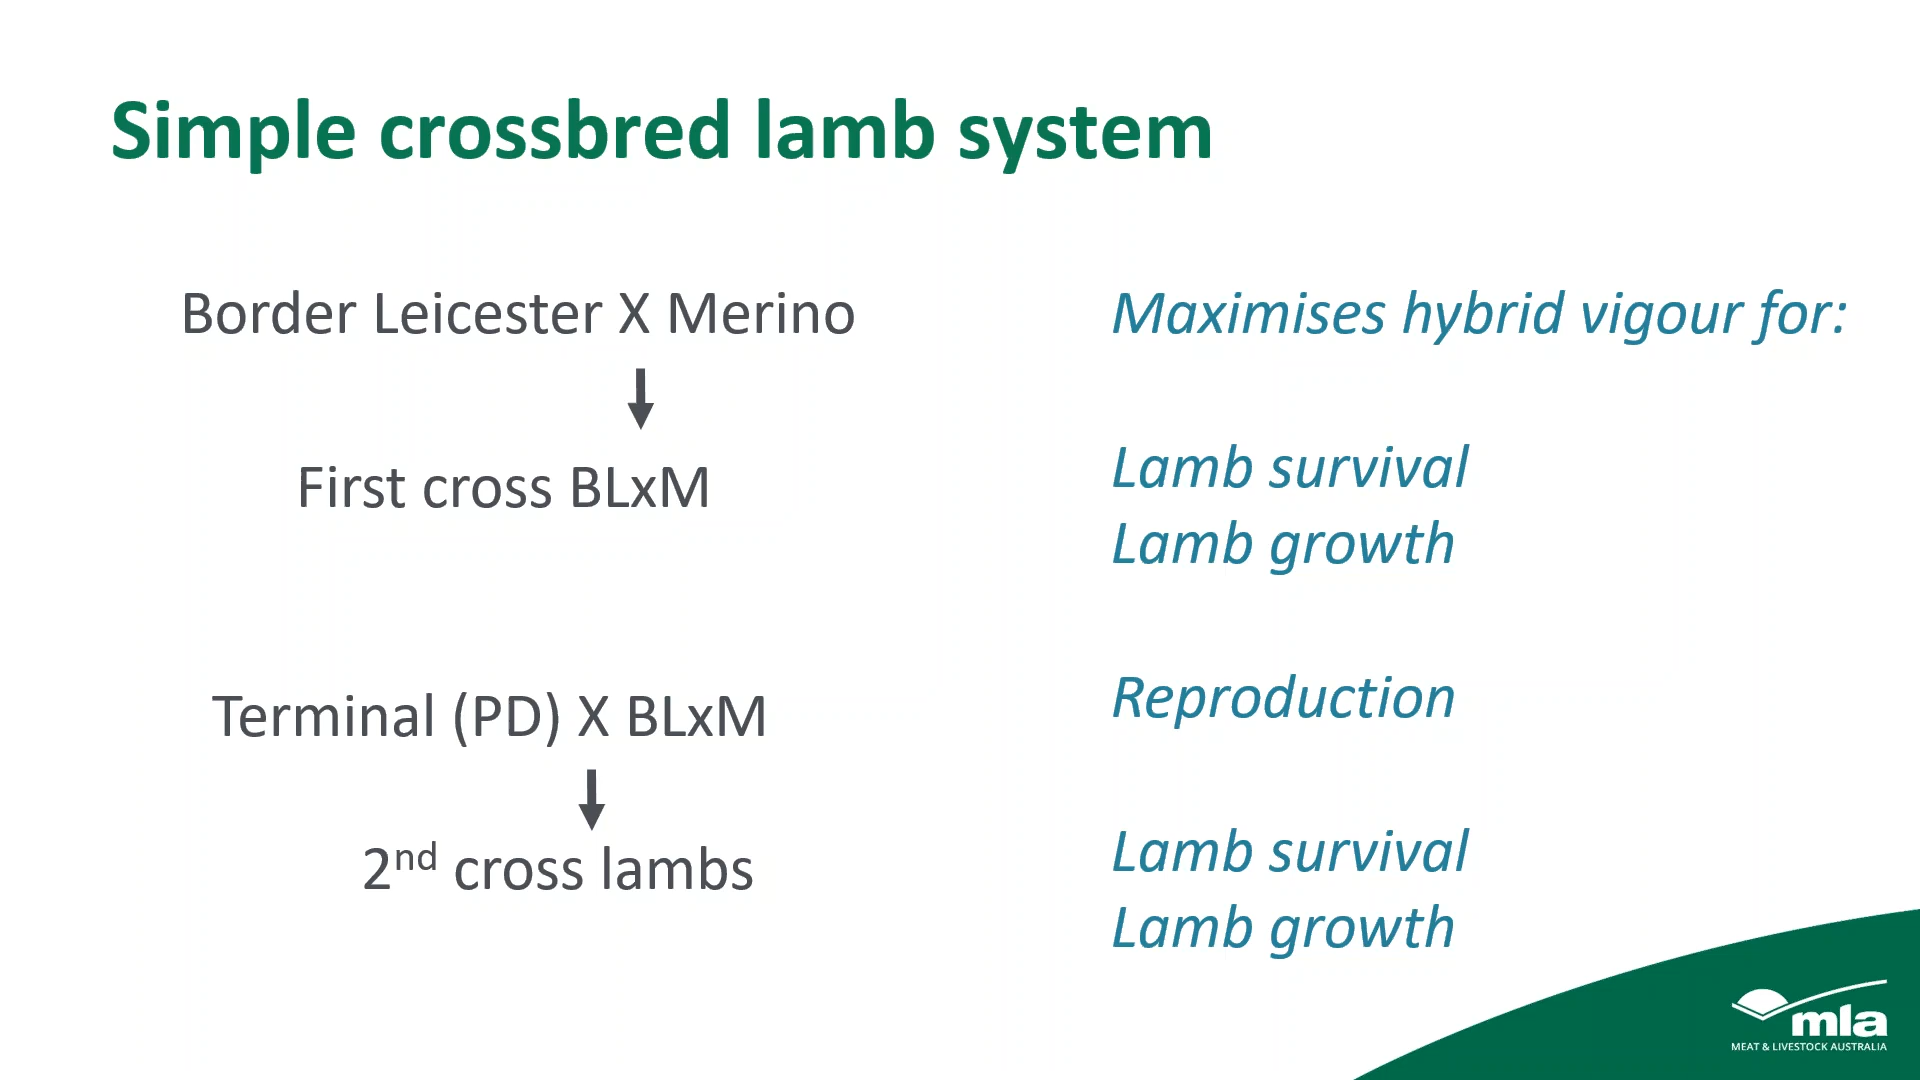 Simple crossbred lamb system
Border Leicester X Merino
First cross BLxM
Terminal (PD) X BLxM
2nd cross lambs
Maximises hybrid vigour for:
Lamb survival
Lamb growth
Reproduction
Lamb survival
Lamb growth
mla
MEAT & LIVESTOCK AUSTRALIA